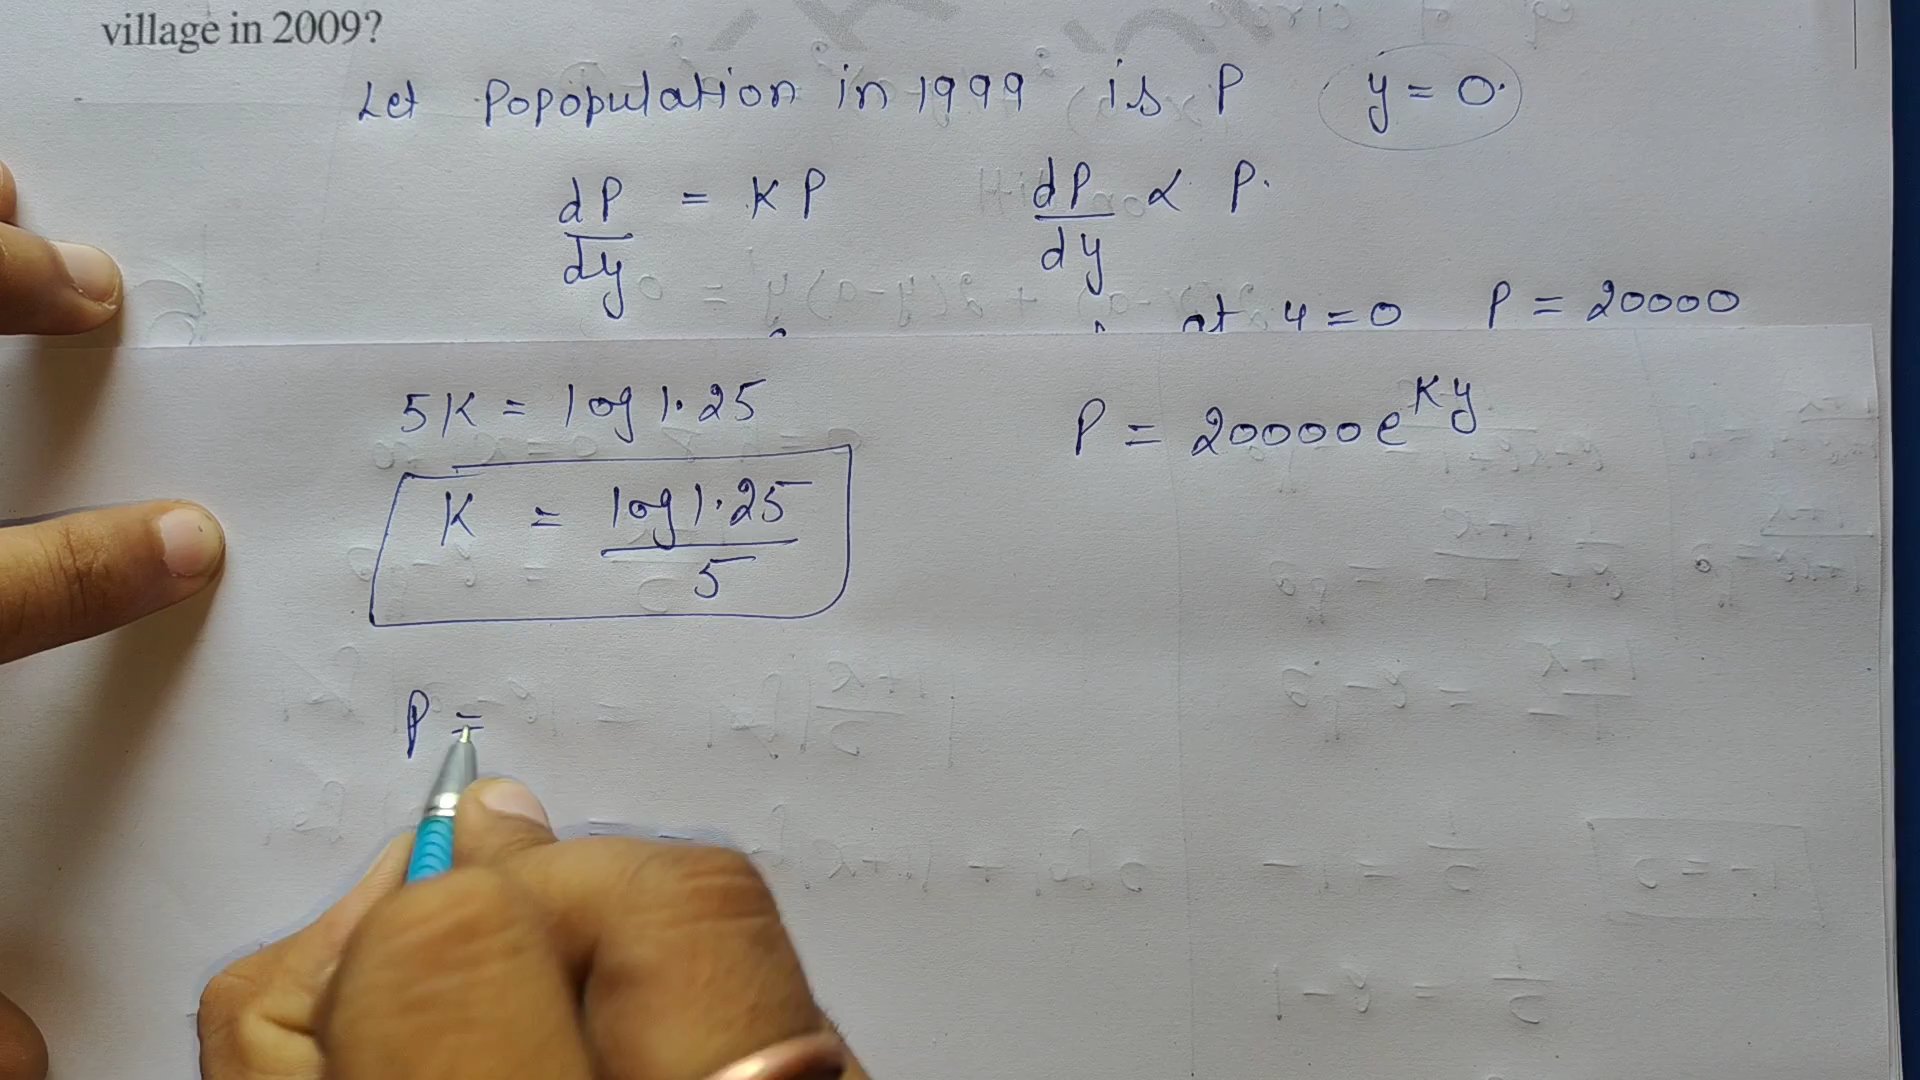 village in 2009?
Let Popopulation in 1999 is P y = 0.
dP/dy = KP dP/dy ∝ P.
at y = 0 P = 20000
5K = log 1.25 P = 20000 e^Ky
K = log 1.25 / 5
P =